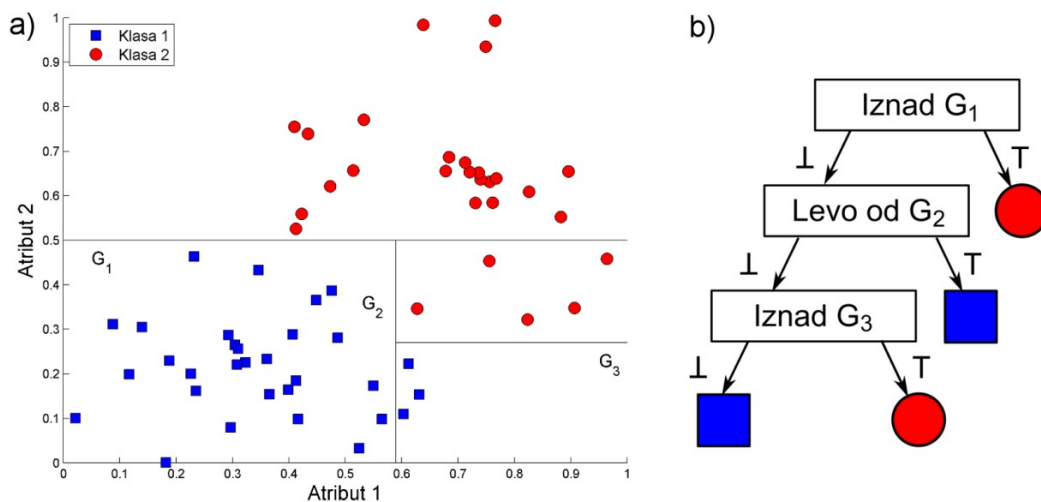 a)
Klasa 1
Klasa 2
Atribut 2
1
0.9
0.8
0.7
0.6
0.5
0.4
0.3
0.2
0.1
0
G1
G2
G3
0 0.1 0.2 0.3 0.4 0.5 0.6 0.7 0.8 0.9 1
Atribut 1
b)
Iznad G1
⊥ T
Levo od G2
⊥ T
Iznad G3
⊥ T